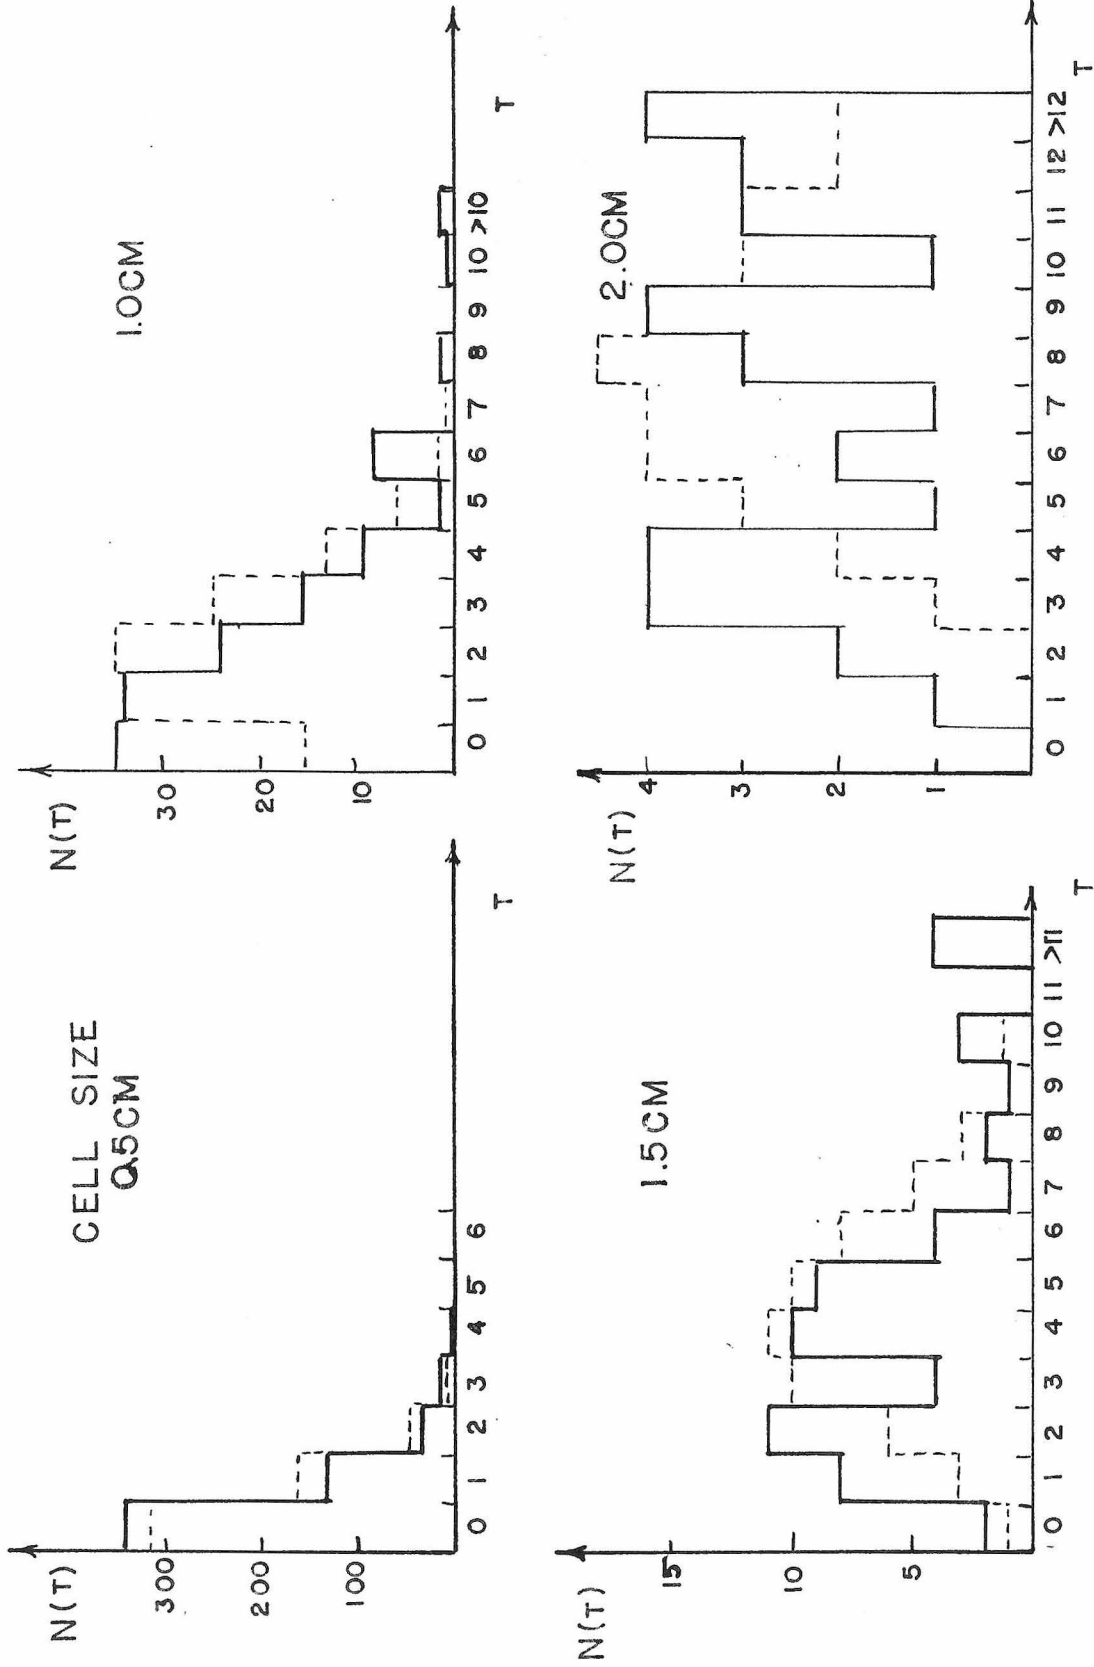 N(T)
300
200
100
CELL SIZE
0.5CM
0 1 2 3 4 5 6
T
N(T)
30
20
10
1.0CM
0 1 2 3 4 5 6 7 8 9 10 >10
T
N(T)
15
10
5
1.5CM
0 1 2 3 4 5 6 7 8 9 10 11 >11
T
N(T)
4
3
2
1
2.0CM
0 1 2 3 4 5 6 7 8 9 10 11 12 >12
T